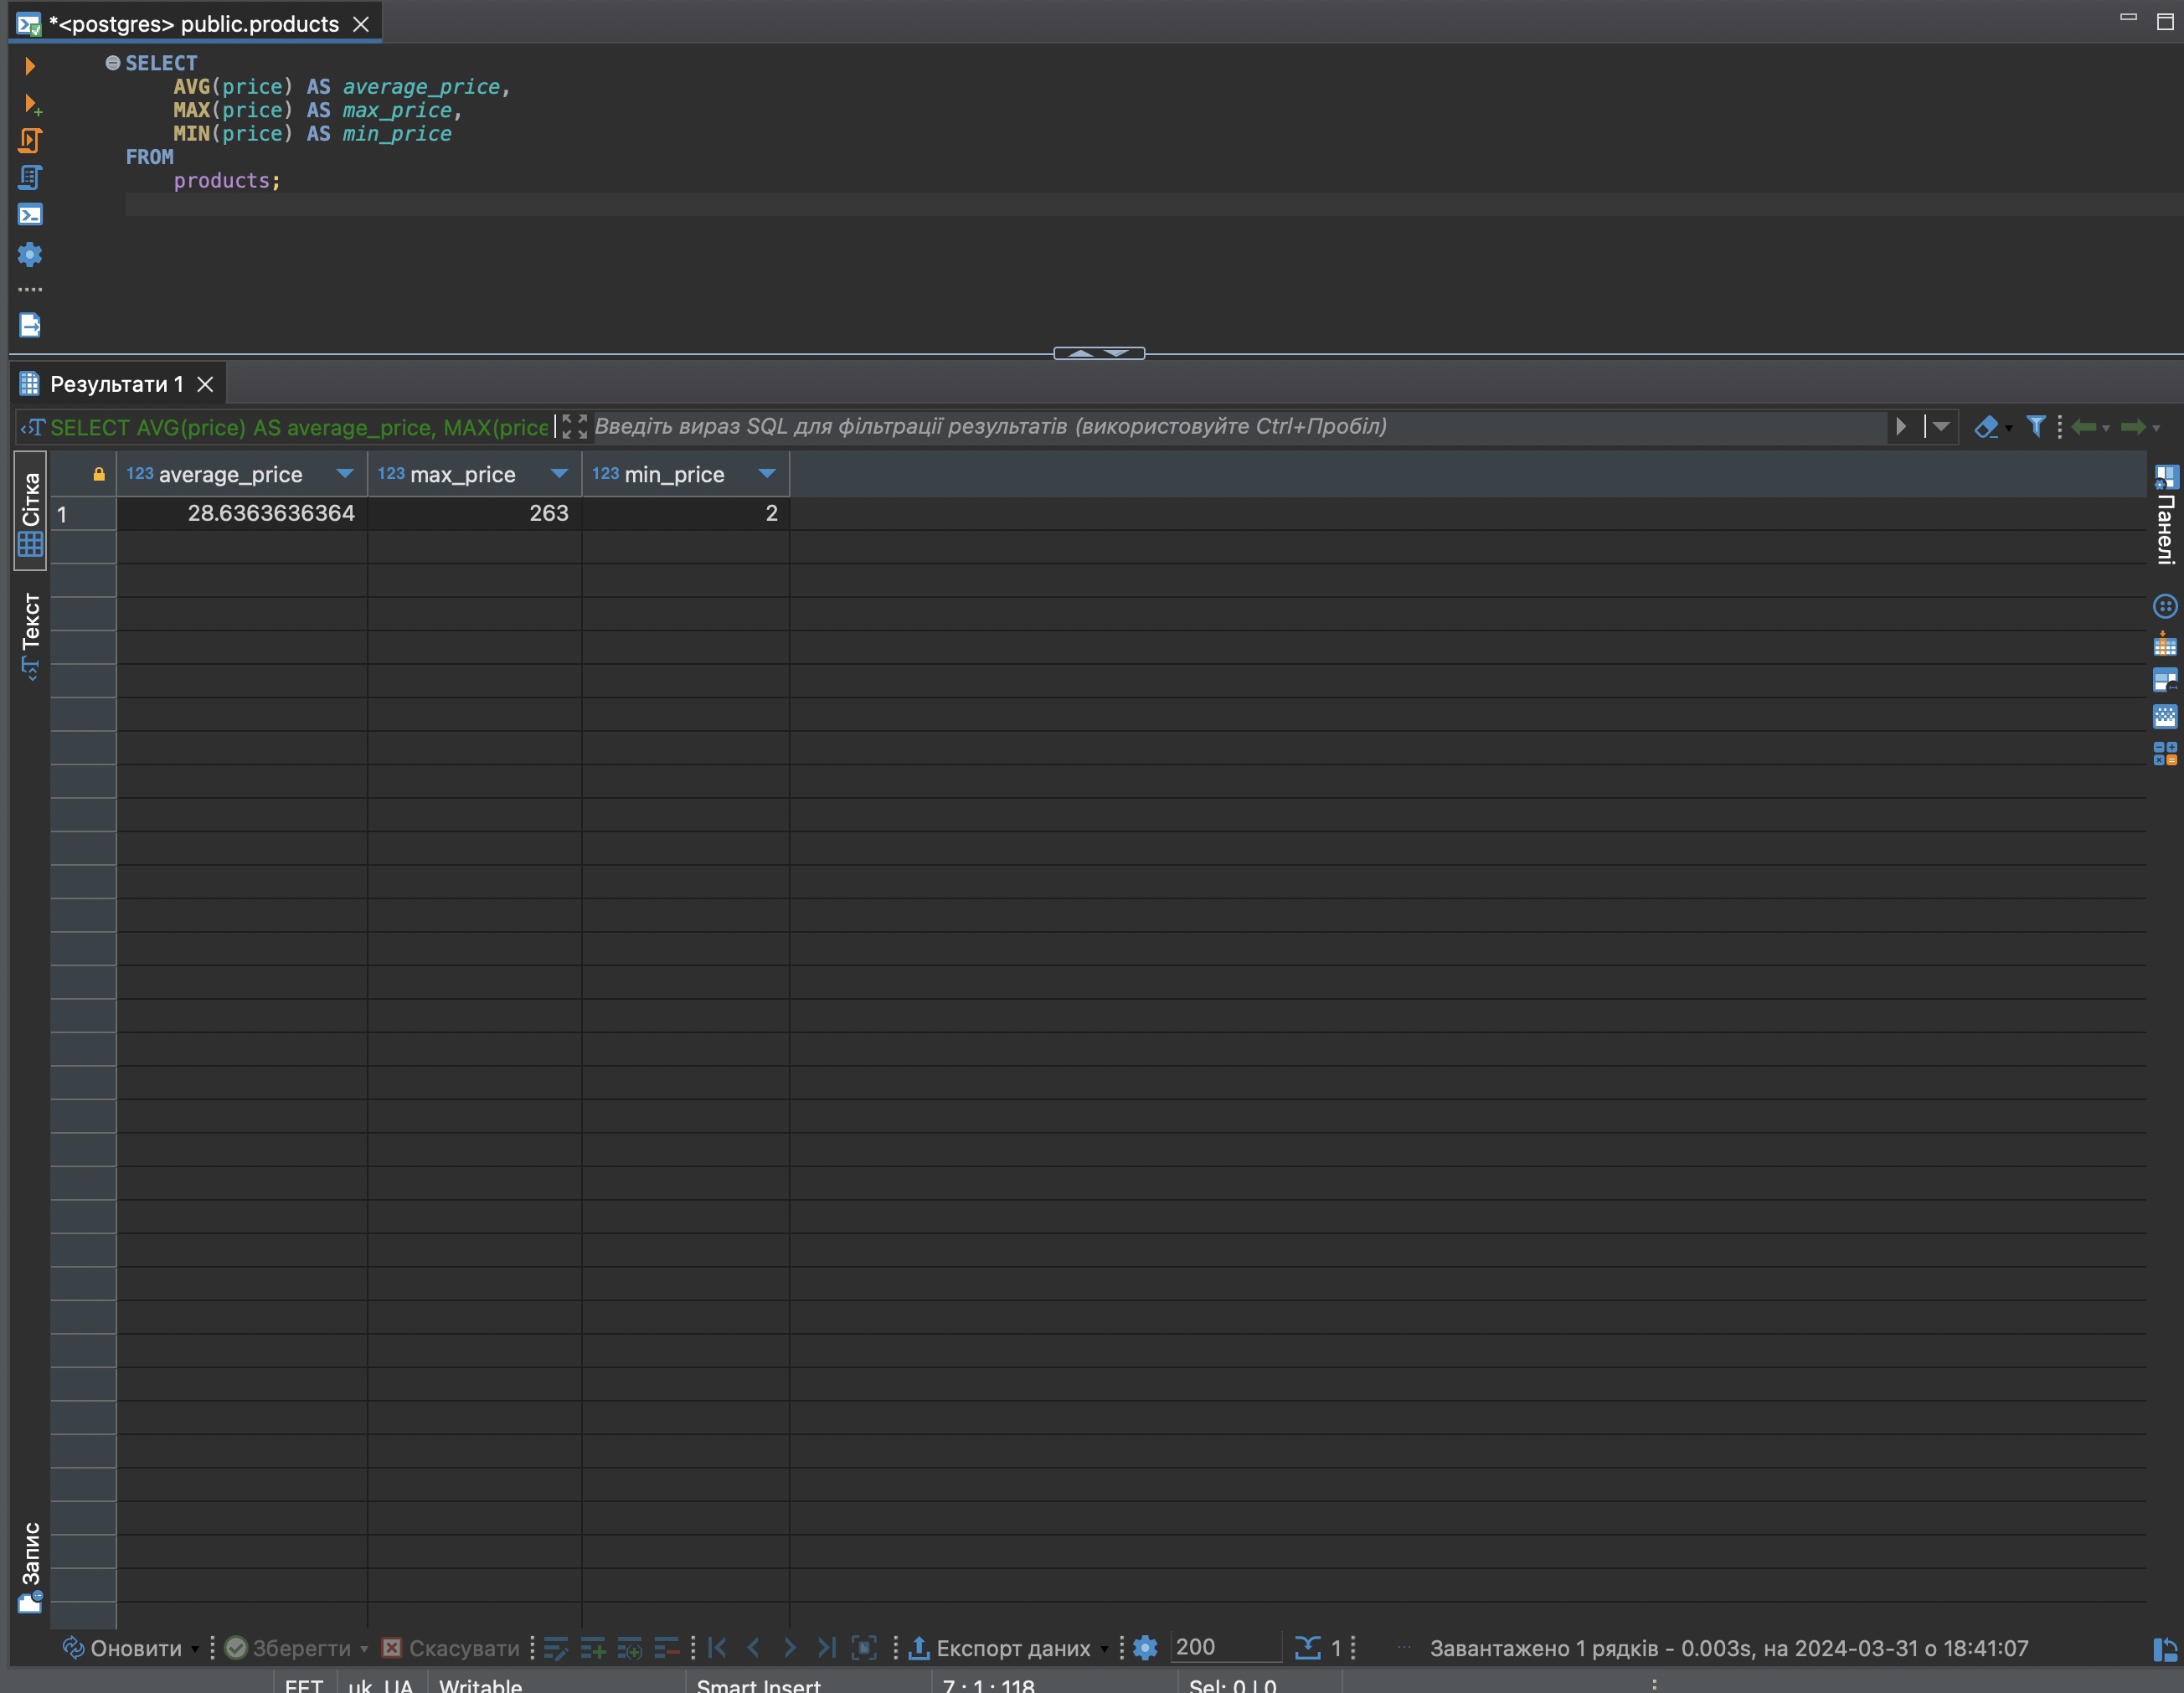 *<postgres> public.products
SELECT
AVG(price) AS average_price,
MAX(price) AS max_price,
MIN(price) AS min_price
FROM
products;
Результати 1
SELECT AVG(price) AS average_price, MAX(price
Введіть вираз SQL для фільтрації результатів (використовуйте Ctrl+Пробіл)
Сітка
Текст
Запис
Панелі
123 average_price 123 max_price 123 min_price
1 28.6363636364 263 2
Оновити Зберегти Скасувати Експорт даних 200 1 Завантажено 1 рядків - 0.003s, на 2024-03-31 о 18:41:07
EET uk_UA Writable Smart Insert 7 : 1 : 118 Sel: 0 | 0